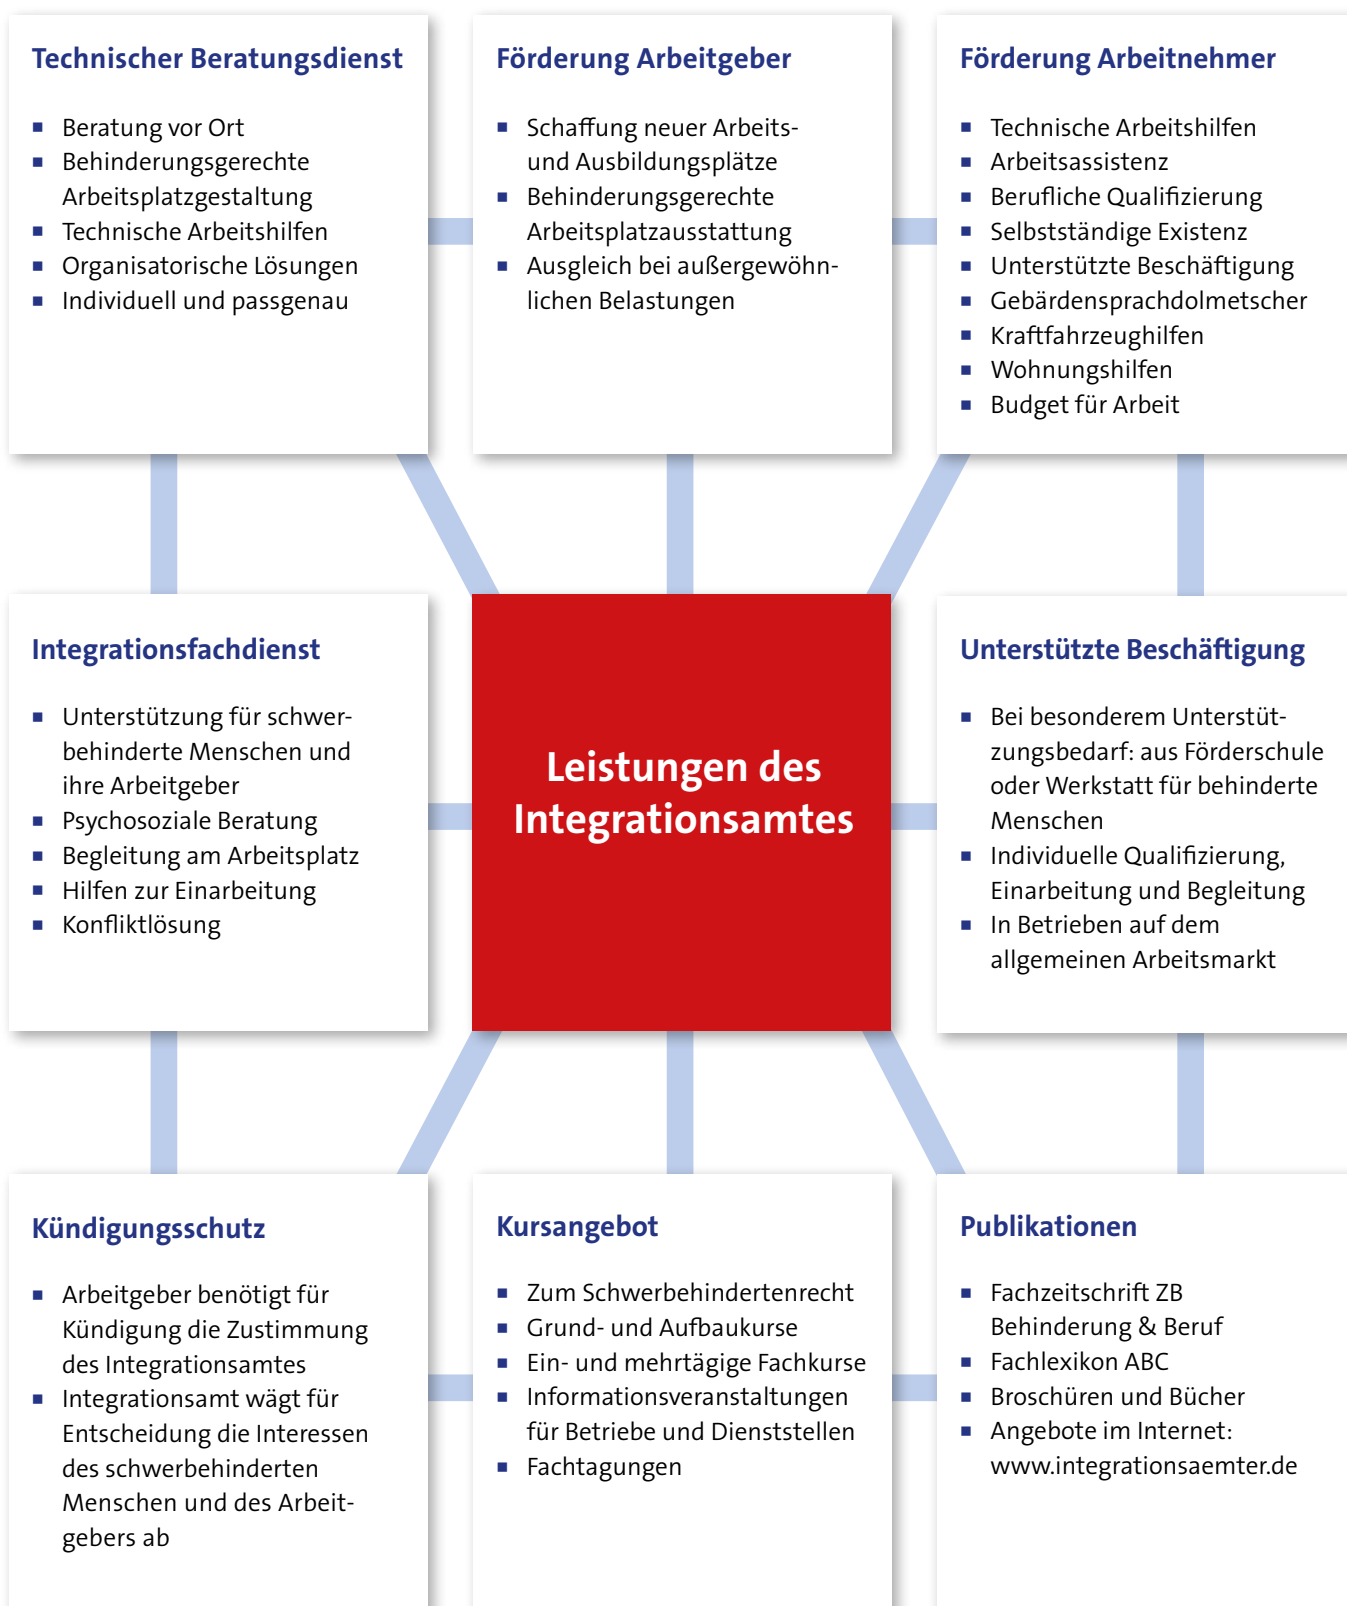 Technischer Beratungsdienst
▪ Beratung vor Ort
▪ Behinderungsgerechte
Arbeitsplatzgestaltung
▪ Technische Arbeitshilfen
▪ Organisatorische Lösungen
▪ Individuell und passgenau
Förderung Arbeitgeber
▪ Schaffung neuer Arbeits-
und Ausbildungsplätze
▪ Behinderungsgerechte
Arbeitsplatzausstattung
▪ Ausgleich bei außergewöhn-
lichen Belastungen
Förderung Arbeitnehmer
▪ Technische Arbeitshilfen
▪ Arbeitsassistenz
▪ Berufliche Qualifizierung
▪ Selbstständige Existenz
▪ Unterstützte Beschäftigung
▪ Gebärdensprachdolmetscher
▪ Kraftfahrzeughilfen
▪ Wohnungshilfen
▪ Budget für Arbeit
Integrationsfachdienst
▪ Unterstützung für schwer-
behinderte Menschen und
ihre Arbeitgeber
▪ Psychosoziale Beratung
▪ Begleitung am Arbeitsplatz
▪ Hilfen zur Einarbeitung
▪ Konfliktlösung
Leistungen des
Integrationsamtes
Unterstützte Beschäftigung
▪ Bei besonderem Unterstüt-
zungsbedarf: aus Förderschule
oder Werkstatt für behinderte
Menschen
▪ Individuelle Qualifizierung,
Einarbeitung und Begleitung
▪ In Betrieben auf dem
allgemeinen Arbeitsmarkt
Kündigungsschutz
▪ Arbeitgeber benötigt für
Kündigung die Zustimmung
des Integrationsamtes
▪ Integrationsamt wägt für
Entscheidung die Interessen
des schwerbehinderten
Menschen und des Arbeit-
gebers ab
Kursangebot
▪ Zum Schwerbehindertenrecht
▪ Grund- und Aufbaukurse
▪ Ein- und mehrtägige Fachkurse
▪ Informationsveranstaltungen
für Betriebe und Dienststellen
▪ Fachtagungen
Publikationen
▪ Fachzeitschrift ZB
Behinderung & Beruf
▪ Fachlexikon ABC
▪ Broschüren und Bücher
▪ Angebote im Internet:
www.integrationsaemter.de